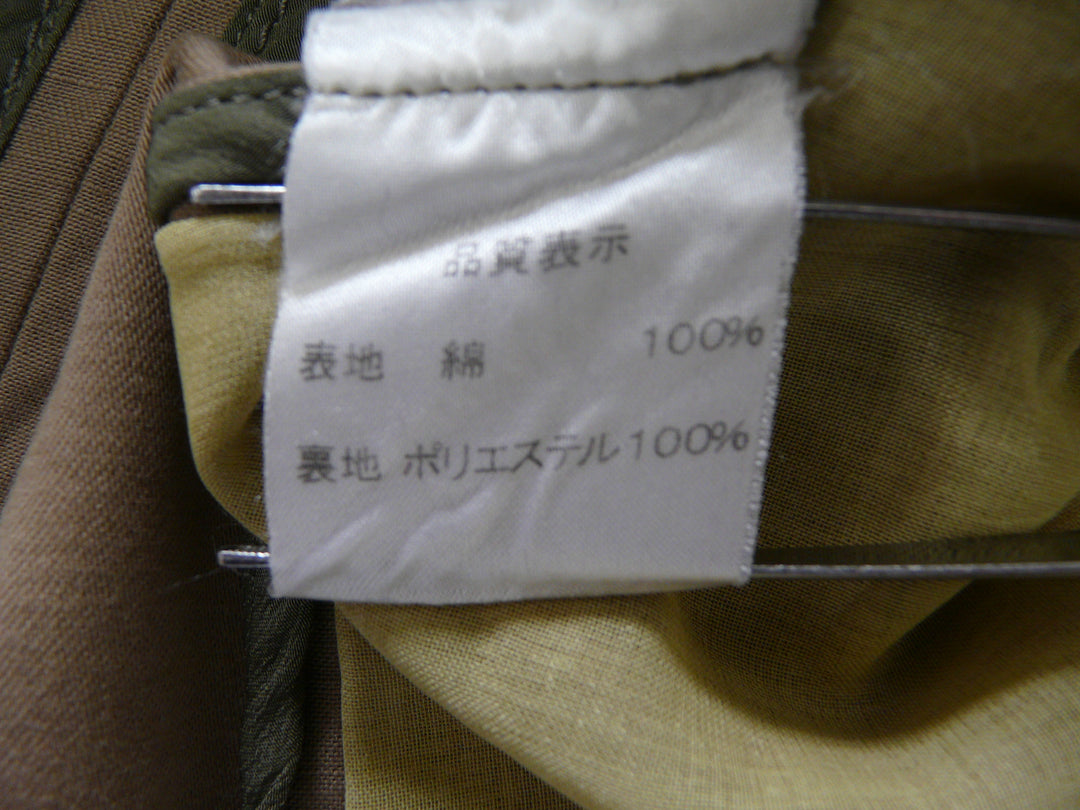 品質表示
表地 綿 100%
裏地 ポリエステル100%